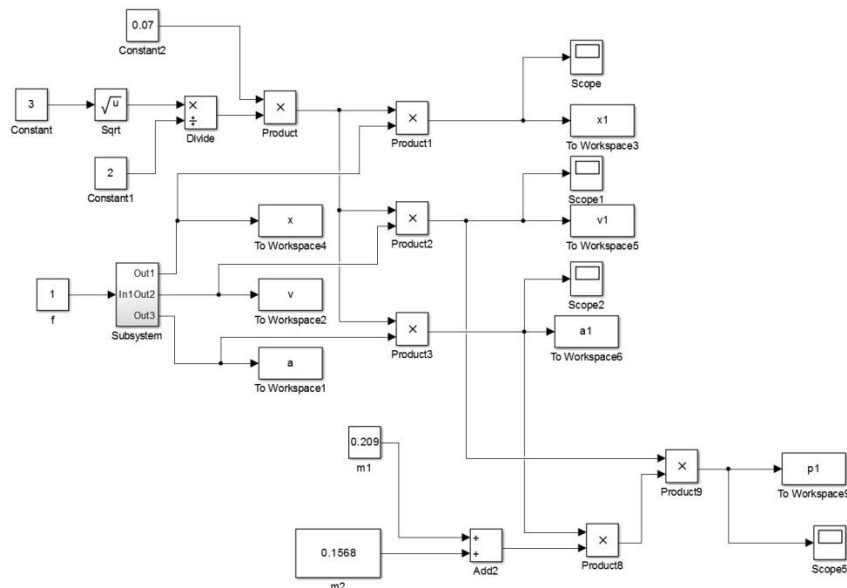 0.07
Constant2
Scope
3
Constant
√u
Sqrt
×
÷
Divide
×
Product
×
Product1
x1
To Workspace3
2
Constant1
Scope1
x
To Workspace4
×
Product2
v1
To Workspace5
1
f
Out1
In1Out2
Out3
Subsystem
v
To Workspace2
Scope2
×
Product3
a1
To Workspace6
a
To Workspace1
0.209
m1
×
Product9
p1
To Workspace9
0.1568
m2
+
+
Add2
×
Product8
Scope5